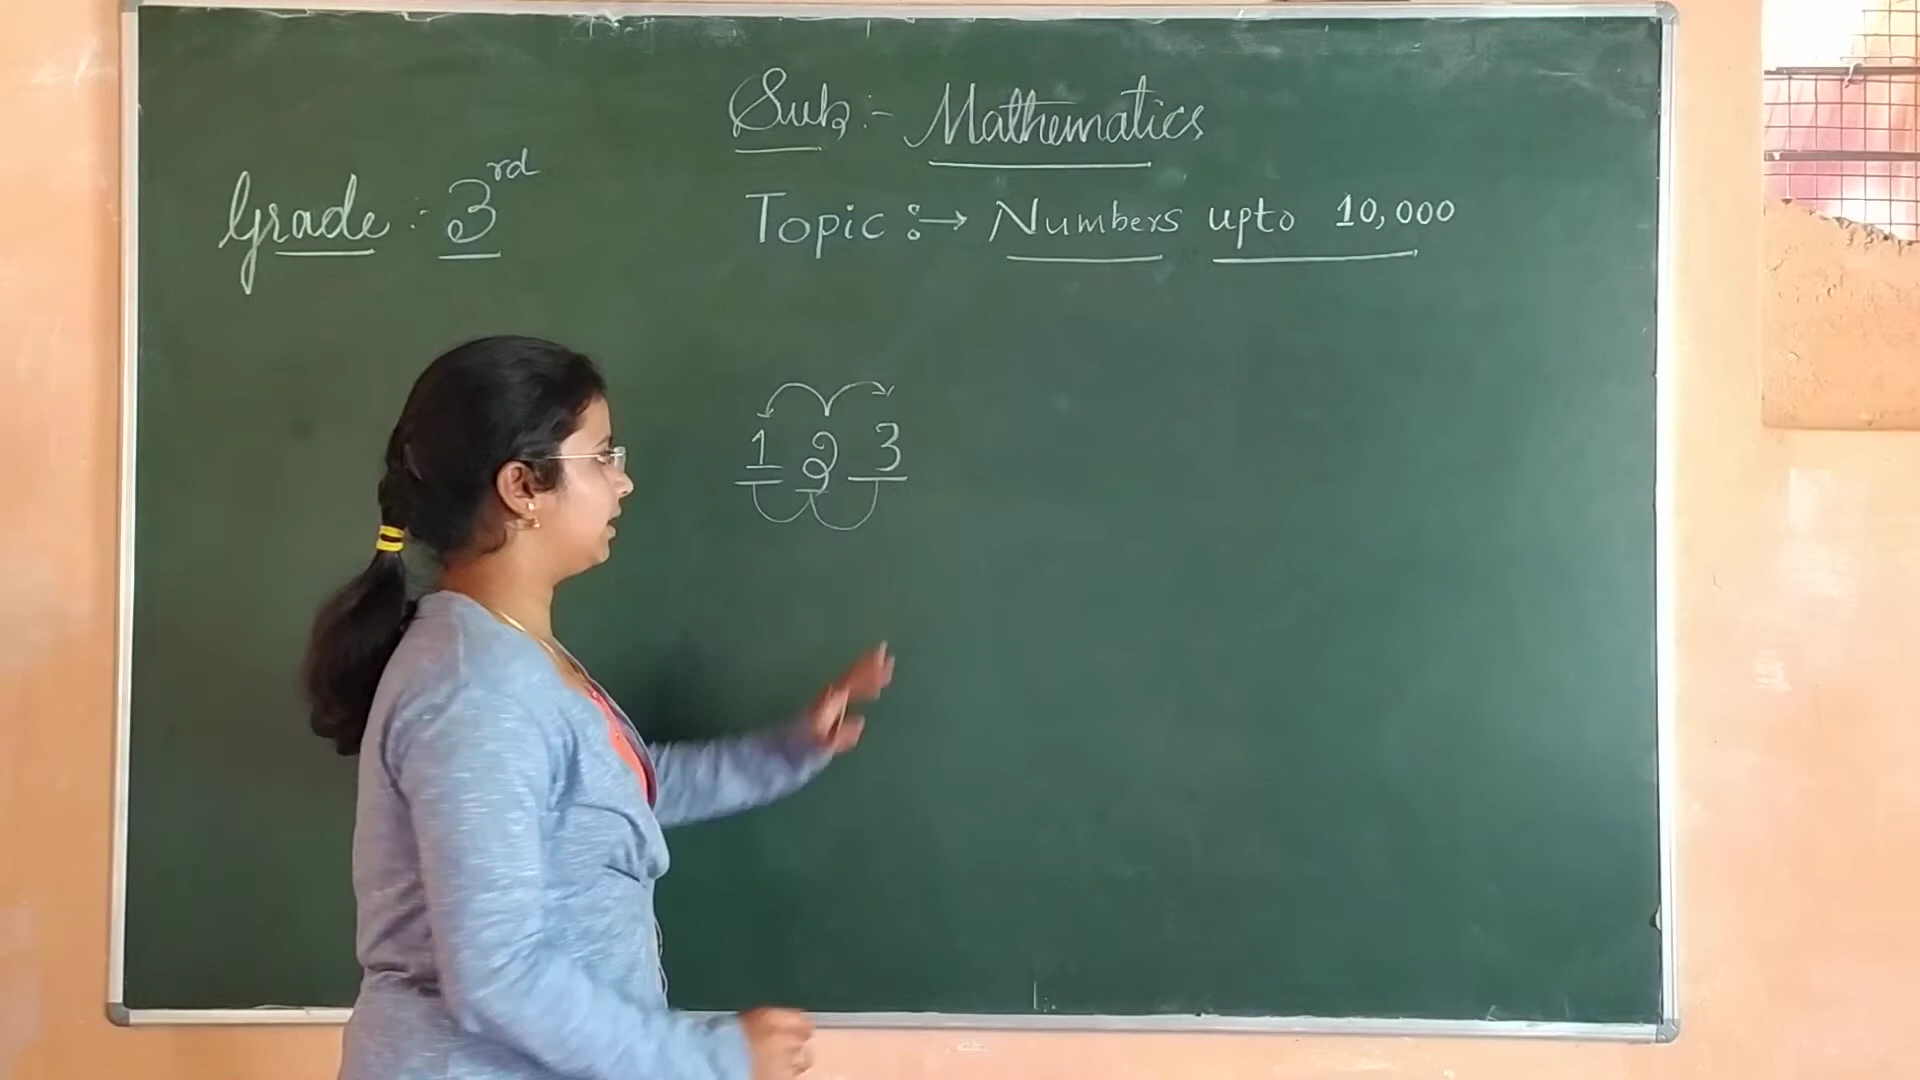 Sub:- Mathematics
Grade : 3rd
Topic :→ Numbers upto 10,000
1 2 3